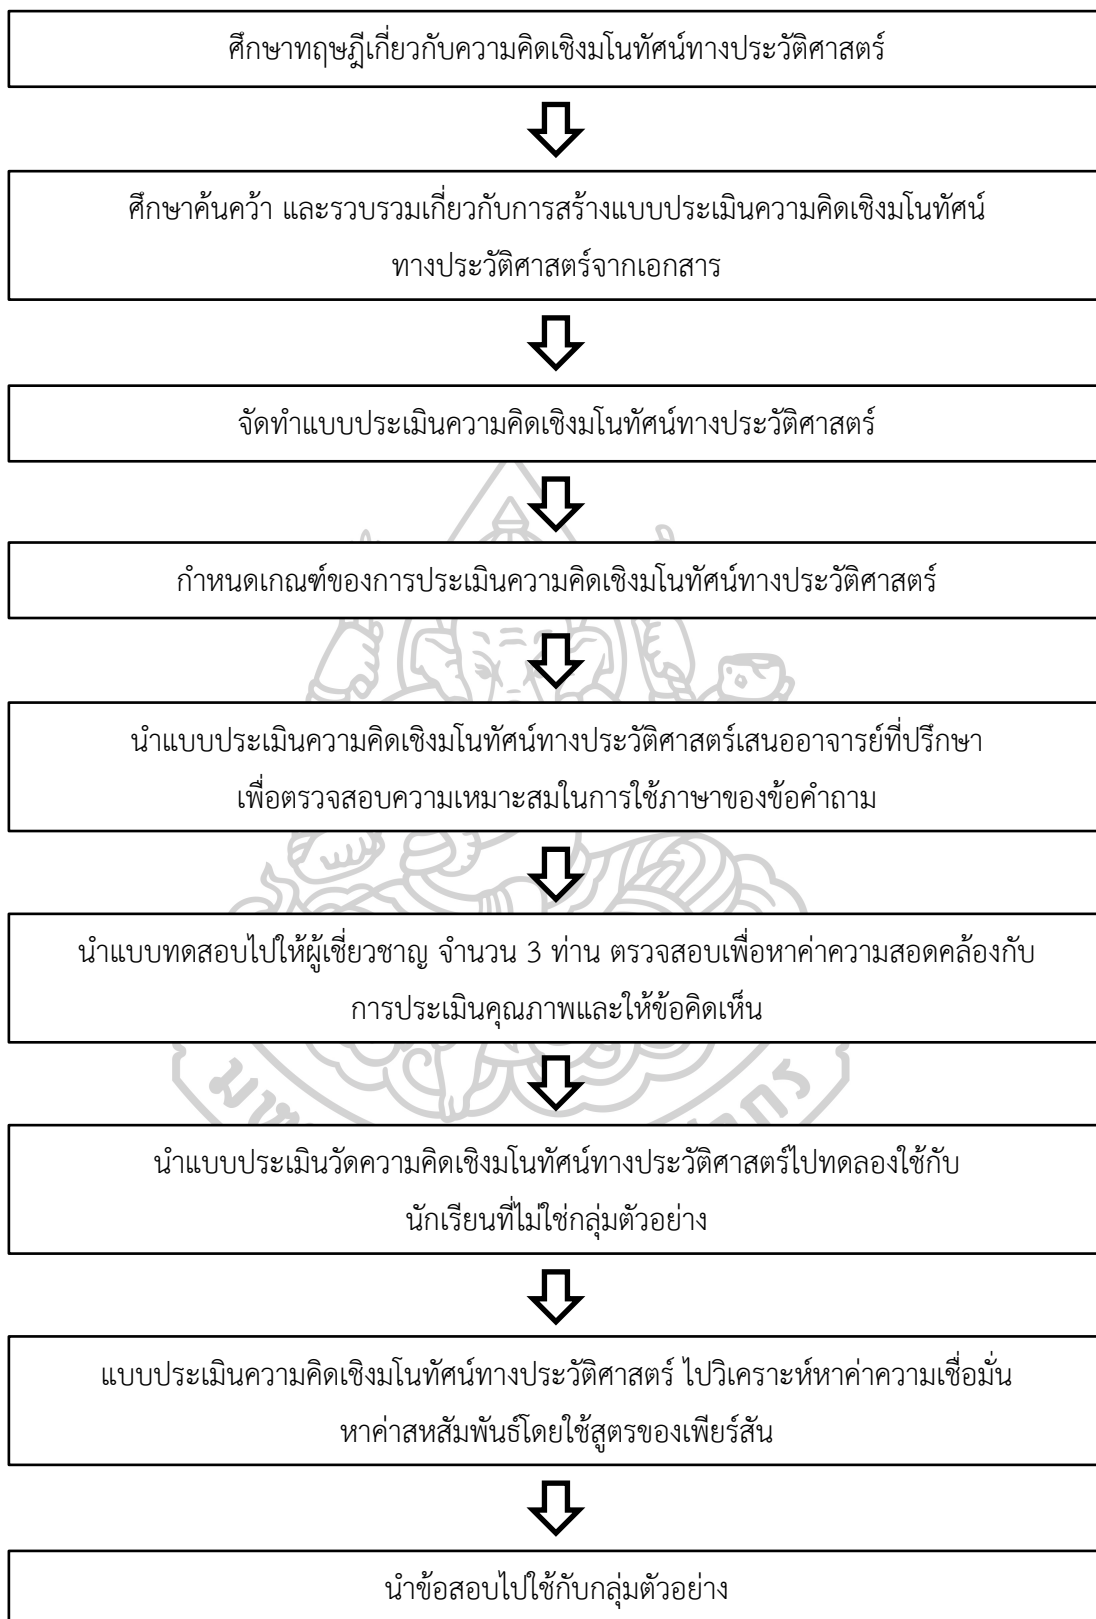 ศึกษาทฤษฎีเกี่ยวกับความคิดเชิงมโนทัศน์ทางประวัติศาสตร์
ศึกษาค้นคว้า และรวบรวมเกี่ยวกับการสร้างแบบประเมินความคิดเชิงมโนทัศน์
ทางประวัติศาสตร์จากเอกสาร
จัดทำแบบประเมินความคิดเชิงมโนทัศน์ทางประวัติศาสตร์
กำหนดเกณฑ์ของการประเมินความคิดเชิงมโนทัศน์ทางประวัติศาสตร์
นำแบบประเมินความคิดเชิงมโนทัศน์ทางประวัติศาสตร์เสนออาจารย์ที่ปรึกษา
เพื่อตรวจสอบความเหมาะสมในการใช้ภาษาของข้อคำถาม
นำแบบทดสอบไปให้ผู้เชี่ยวชาญ จำนวน 3 ท่าน ตรวจสอบเพื่อหาค่าความสอดคล้องกับ
การประเมินคุณภาพและให้ข้อคิดเห็น
นำแบบประเมินวัดความคิดเชิงมโนทัศน์ทางประวัติศาสตร์ไปทดลองใช้กับ
นักเรียนที่ไม่ใช่กลุ่มตัวอย่าง
แบบประเมินความคิดเชิงมโนทัศน์ทางประวัติศาสตร์ ไปวิเคราะห์หาค่าความเชื่อมั่น
หาค่าสหสัมพันธ์โดยใช้สูตรของเพียร์สัน
นำข้อสอบไปใช้กับกลุ่มตัวอย่าง